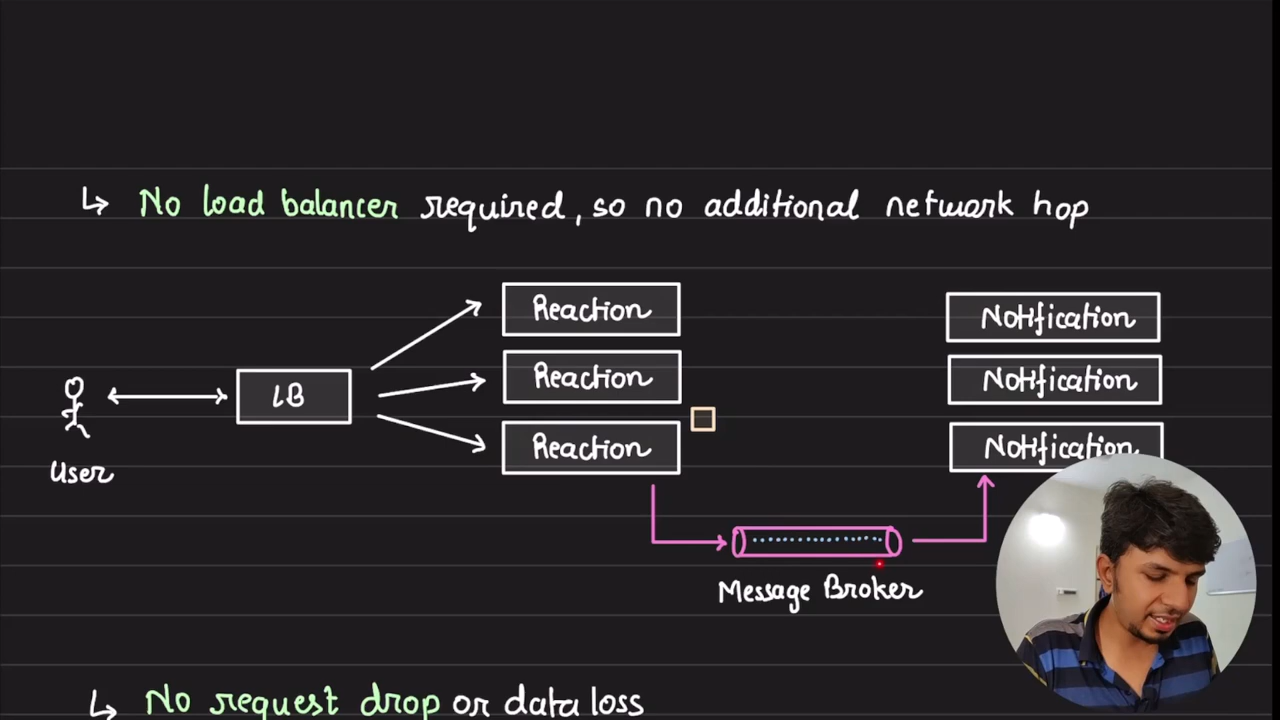 ↳ No load balancer required, so no additional network hop
Reaction
Notification
LB
Reaction
Notification
User
Reaction
Notification
Message Broker
↳ No request drop or data loss